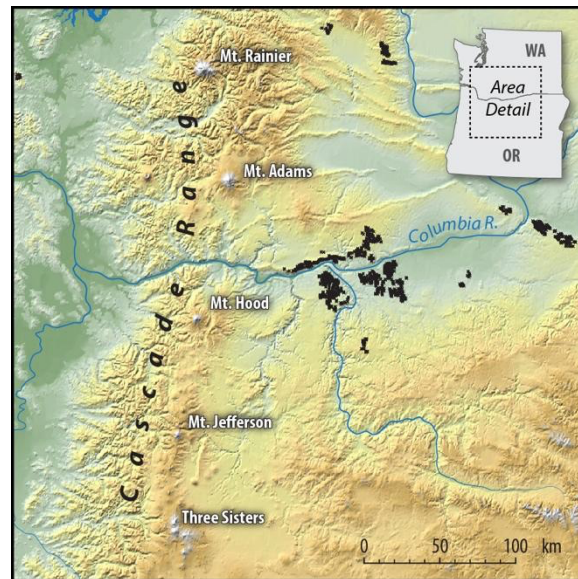 Mt. Rainier
WA
Area
Detail
OR
Mt. Adams
Columbia R.
Mt. Hood
Cascade Range
Mt. Jefferson
Three Sisters
0 50 100 km